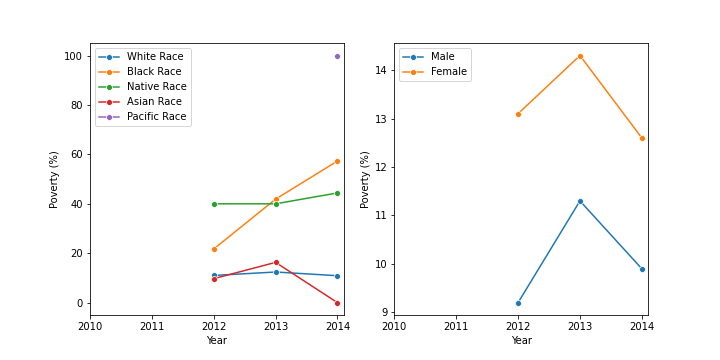 White Race
Black Race
Native Race
Asian Race
Pacific Race
100
80
60
40
20
0
Poverty (%)
2010 2011 2012 2013 2014
Year
Male
Female
14
13
12
11
10
9
Poverty (%)
2010 2011 2012 2013 2014
Year